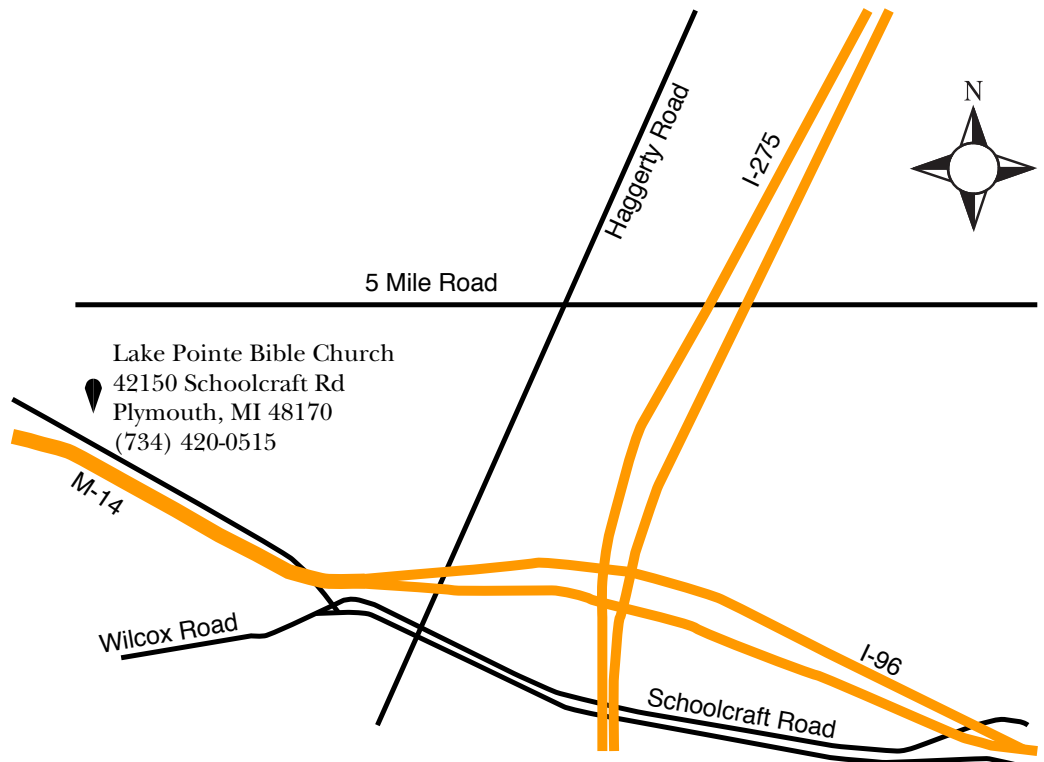 N
Haggerty Road
I-275
5 Mile Road
Lake Pointe Bible Church
42150 Schoolcraft Rd
Plymouth, MI 48170
(734) 420-0515
M-14
Wilcox Road
I-96
Schoolcraft Road